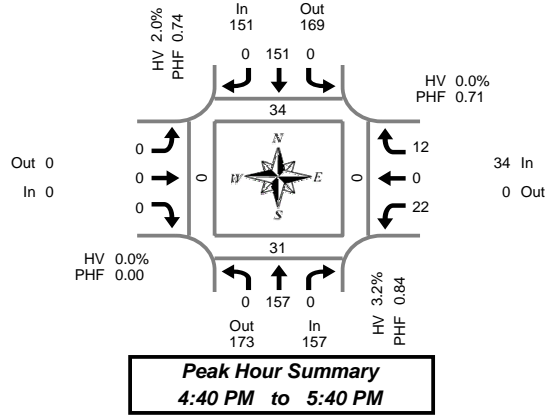 In Out
151 169
HV 2.0%
PHF 0.74
0 151 0
HV 0.0%
PHF 0.71
34
N
0 12
Out 0 0 0 W E 0 0 34 In
In 0 0 Out
0 22
S
31
HV 0.0%
PHF 0.00
0 157 0
HV 3.2%
PHF 0.84
Out In
173 157
Peak Hour Summary
4:40 PM to 5:40 PM